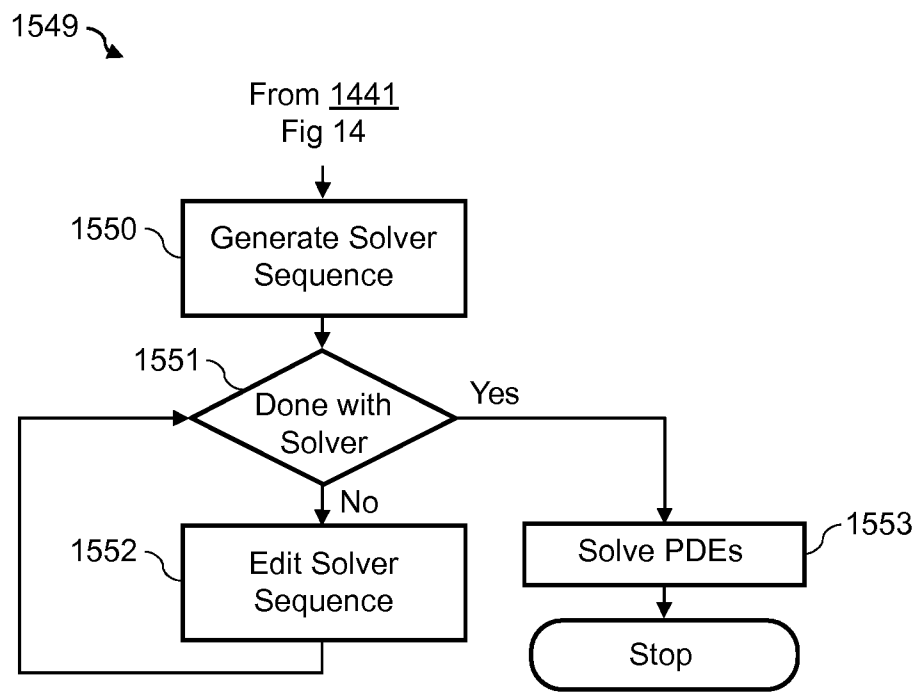 1549
From 1441
Fig 14
1550
Generate Solver
Sequence
1551
Done with
Solver
Yes
No
1552
Edit Solver
Sequence
Solve PDEs
1553
Stop